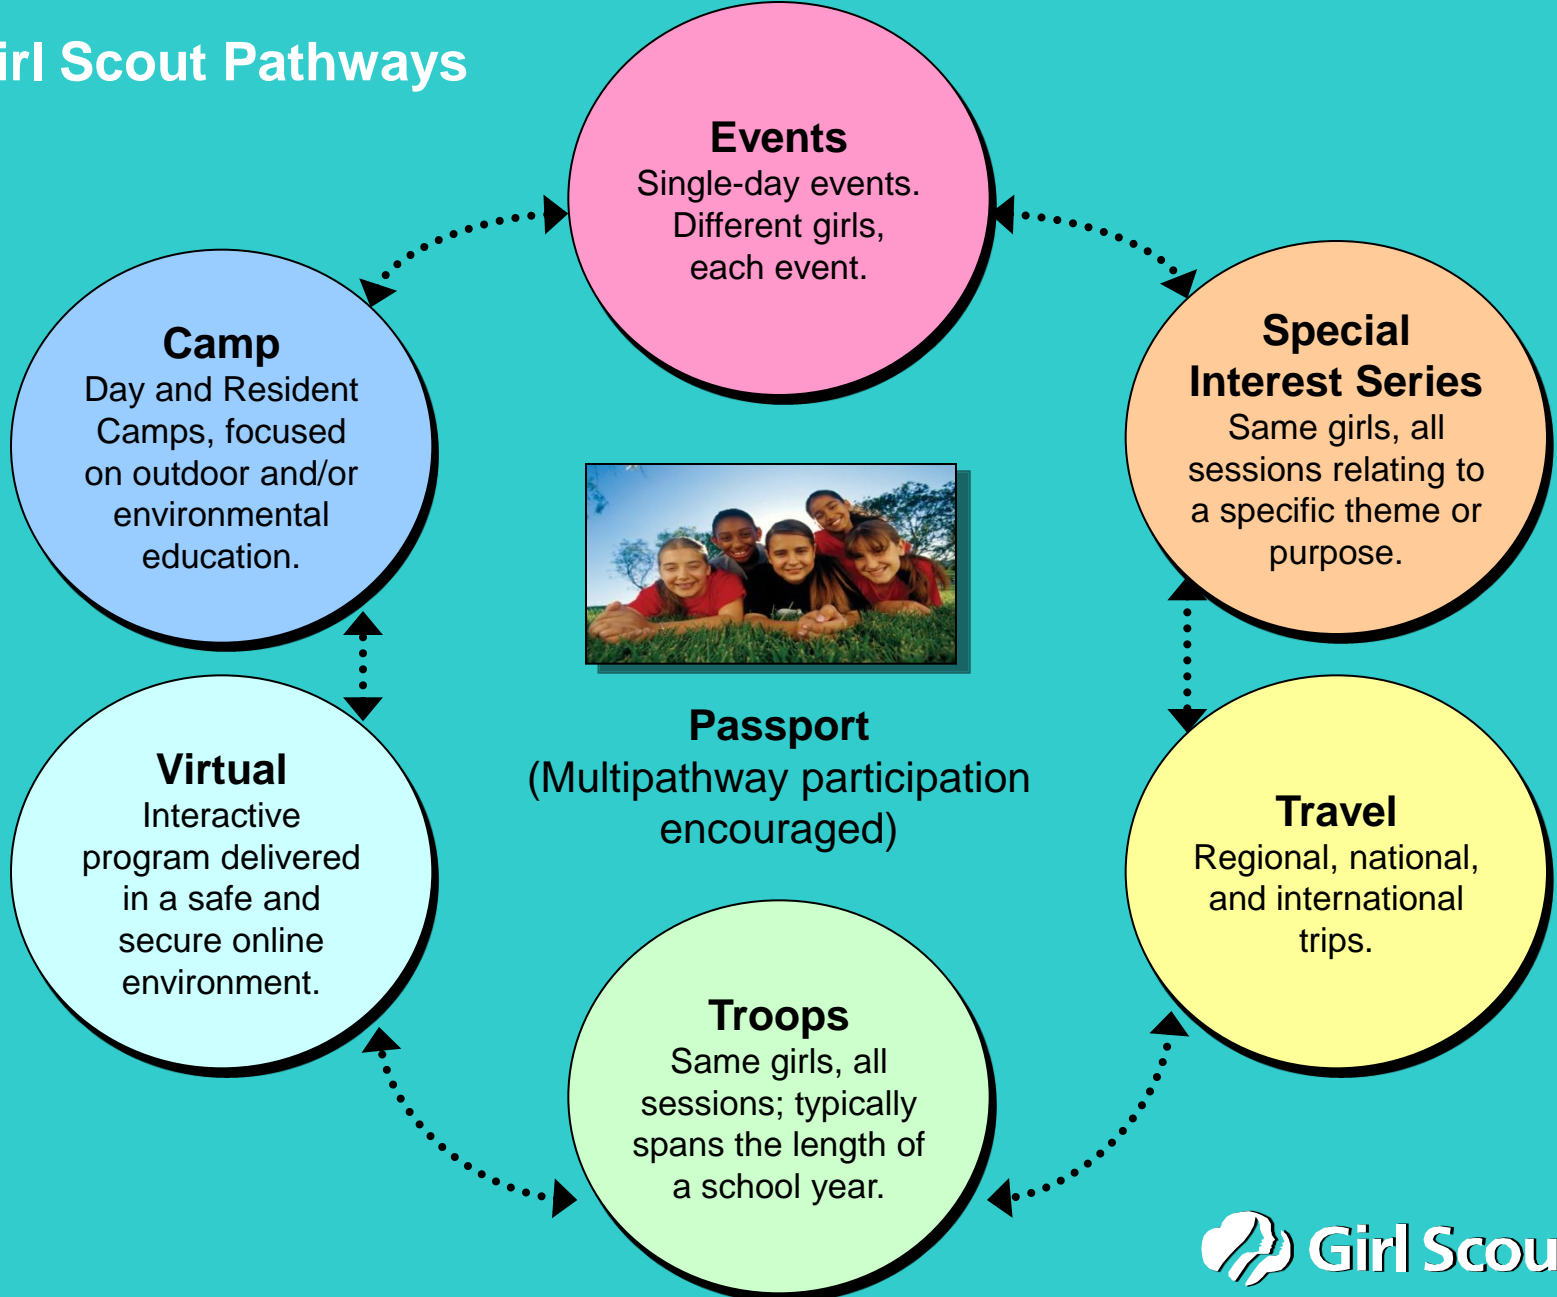 irl Scout Pathways
Events
Single-day events.
Different girls,
each event.
Camp
Day and Resident
Camps, focused
on outdoor and/or
environmental
education.
Special
Interest Series
Same girls, all
sessions relating to
a specific theme or
purpose.
Passport
(Multipathway participation
encouraged)
Virtual
Interactive
program delivered
in a safe and
secure online
environment.
Travel
Regional, national,
and international
trips.
Troops
Same girls, all
sessions; typically
spans the length of
a school year.
Girl Scou